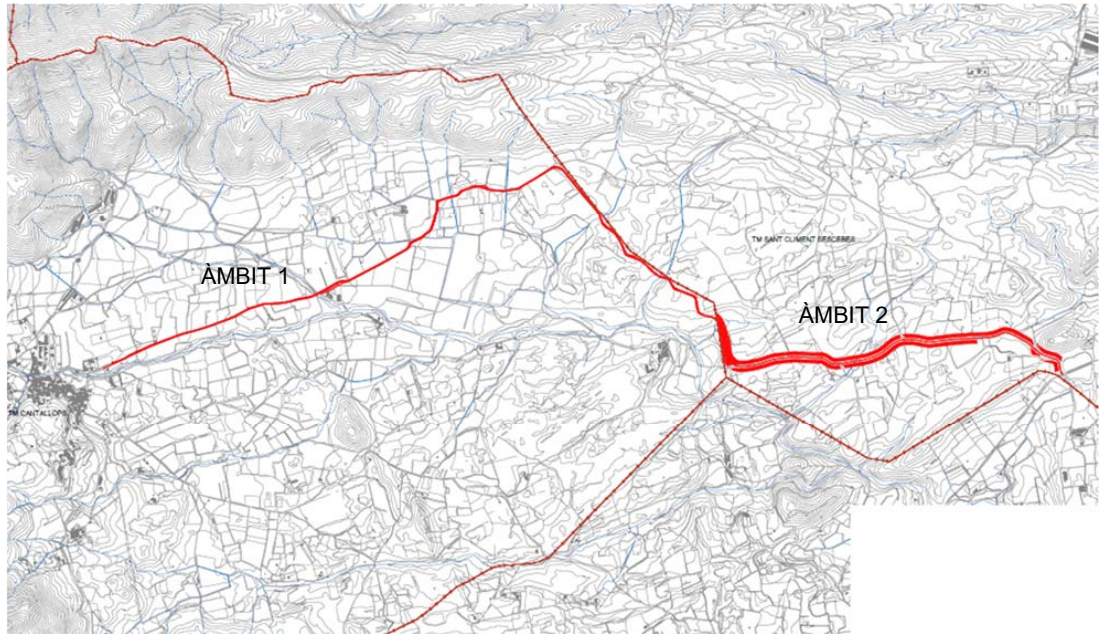 TM SANT CLIMENT SESCEBES
ÀMBIT 1
ÀMBIT 2
TM CANTALLOPS